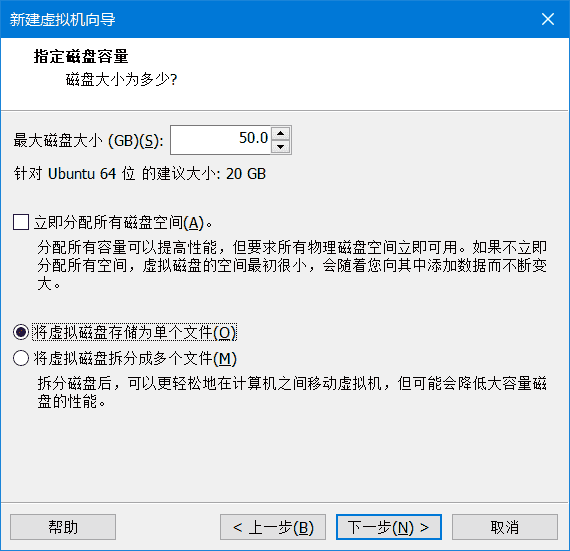 新建虚拟机向导
指定磁盘容量
磁盘大小为多少?
最大磁盘大小 (GB)(S): 50.0
针对 Ubuntu 64 位 的建议大小: 20 GB
立即分配所有磁盘空间(A)。
分配所有容量可以提高性能，但要求所有物理磁盘空间立即可用。如果不立即
分配所有空间，虚拟磁盘的空间最初很小，会随着您向其中添加数据而不断变
大。
将虚拟磁盘存储为单个文件(O)
将虚拟磁盘拆分成多个文件(M)
拆分磁盘后，可以更轻松地在计算机之间移动虚拟机，但可能会降低大容量磁
盘的性能。
帮助 < 上一步(B) 下一步(N) > 取消